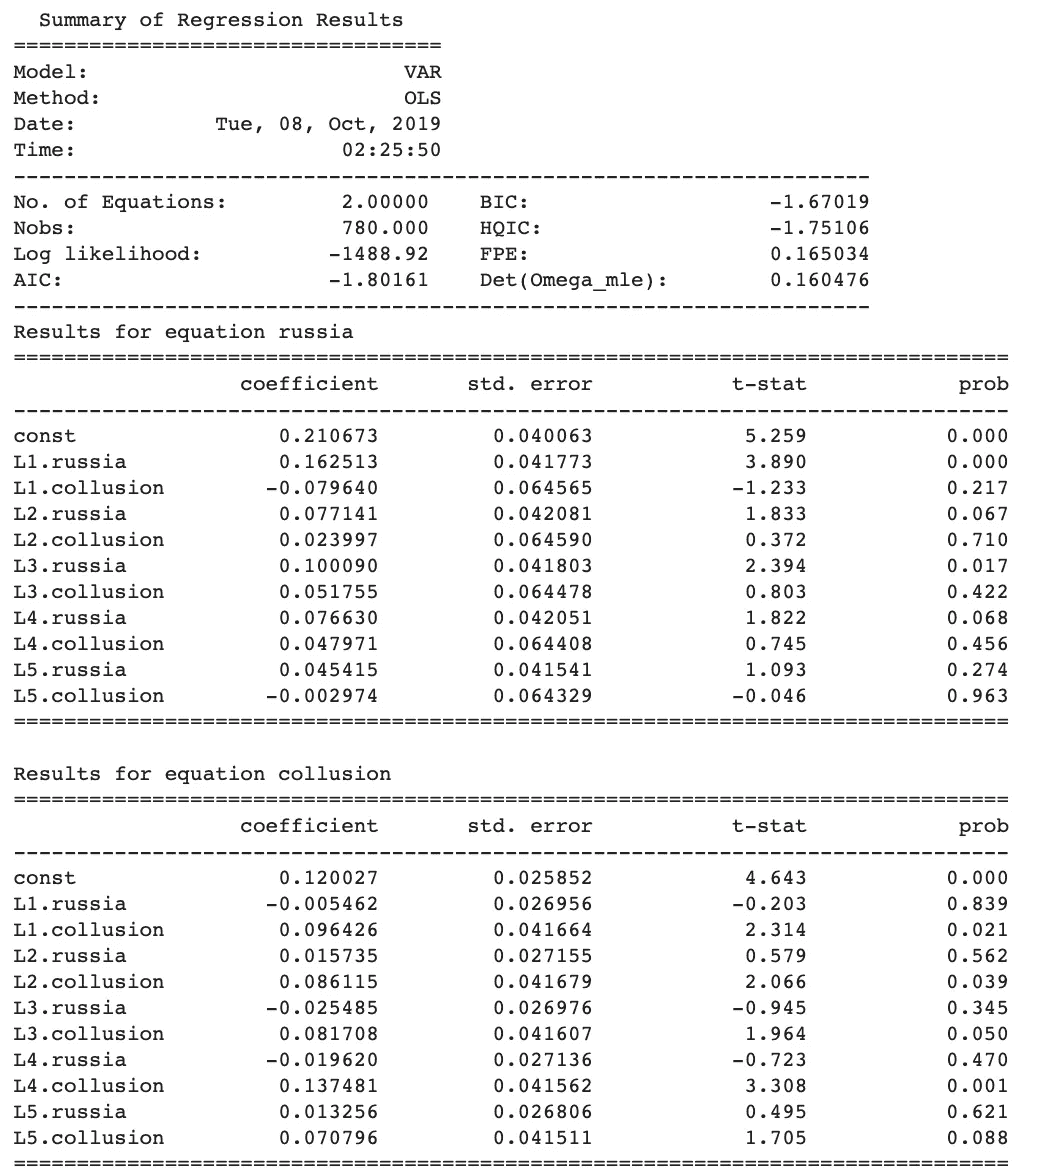 Summary of Regression Results
==================================
Model:                         VAR
Method:                        OLS
Date:           Tue, 08, Oct, 2019
Time:                     02:25:50
--------------------------------------------------------------------
No. of Equations:         2.00000    BIC:                   -1.67019
Nobs:                     780.000    HQIC:                  -1.75106
Log likelihood:          -1488.92    FPE:                   0.165034
AIC:                     -1.80161    Det(Omega_mle):        0.160476
--------------------------------------------------------------------
Results for equation russia
===============================================================================
                  coefficient       std. error           t-stat            prob
-------------------------------------------------------------------------------
const                0.210673         0.040063            5.259           0.000
L1.russia            0.162513         0.041773            3.890           0.000
L1.collusion        -0.079640         0.064565           -1.233           0.217
L2.russia            0.077141         0.042081            1.833           0.067
L2.collusion         0.023997         0.064590            0.372           0.710
L3.russia            0.100090         0.041803            2.394           0.017
L3.collusion         0.051755         0.064478            0.803           0.422
L4.russia            0.076630         0.042051            1.822           0.068
L4.collusion         0.047971         0.064408            0.745           0.456
L5.russia            0.045415         0.041541            1.093           0.274
L5.collusion        -0.002974         0.064329           -0.046           0.963
===============================================================================

Results for equation collusion
===============================================================================
                  coefficient       std. error           t-stat            prob
-------------------------------------------------------------------------------
const                0.120027         0.025852            4.643           0.000
L1.russia           -0.005462         0.026956           -0.203           0.839
L1.collusion         0.096426         0.041664            2.314           0.021
L2.russia            0.015735         0.027155            0.579           0.562
L2.collusion         0.086115         0.041679            2.066           0.039
L3.russia           -0.025485         0.026976           -0.945           0.345
L3.collusion         0.081708         0.041607            1.964           0.050
L4.russia           -0.019620         0.027136           -0.723           0.470
L4.collusion         0.137481         0.041562            3.308           0.001
L5.russia            0.013256         0.026806            0.495           0.621
L5.collusion         0.070796         0.041511            1.705           0.088
===============================================================================